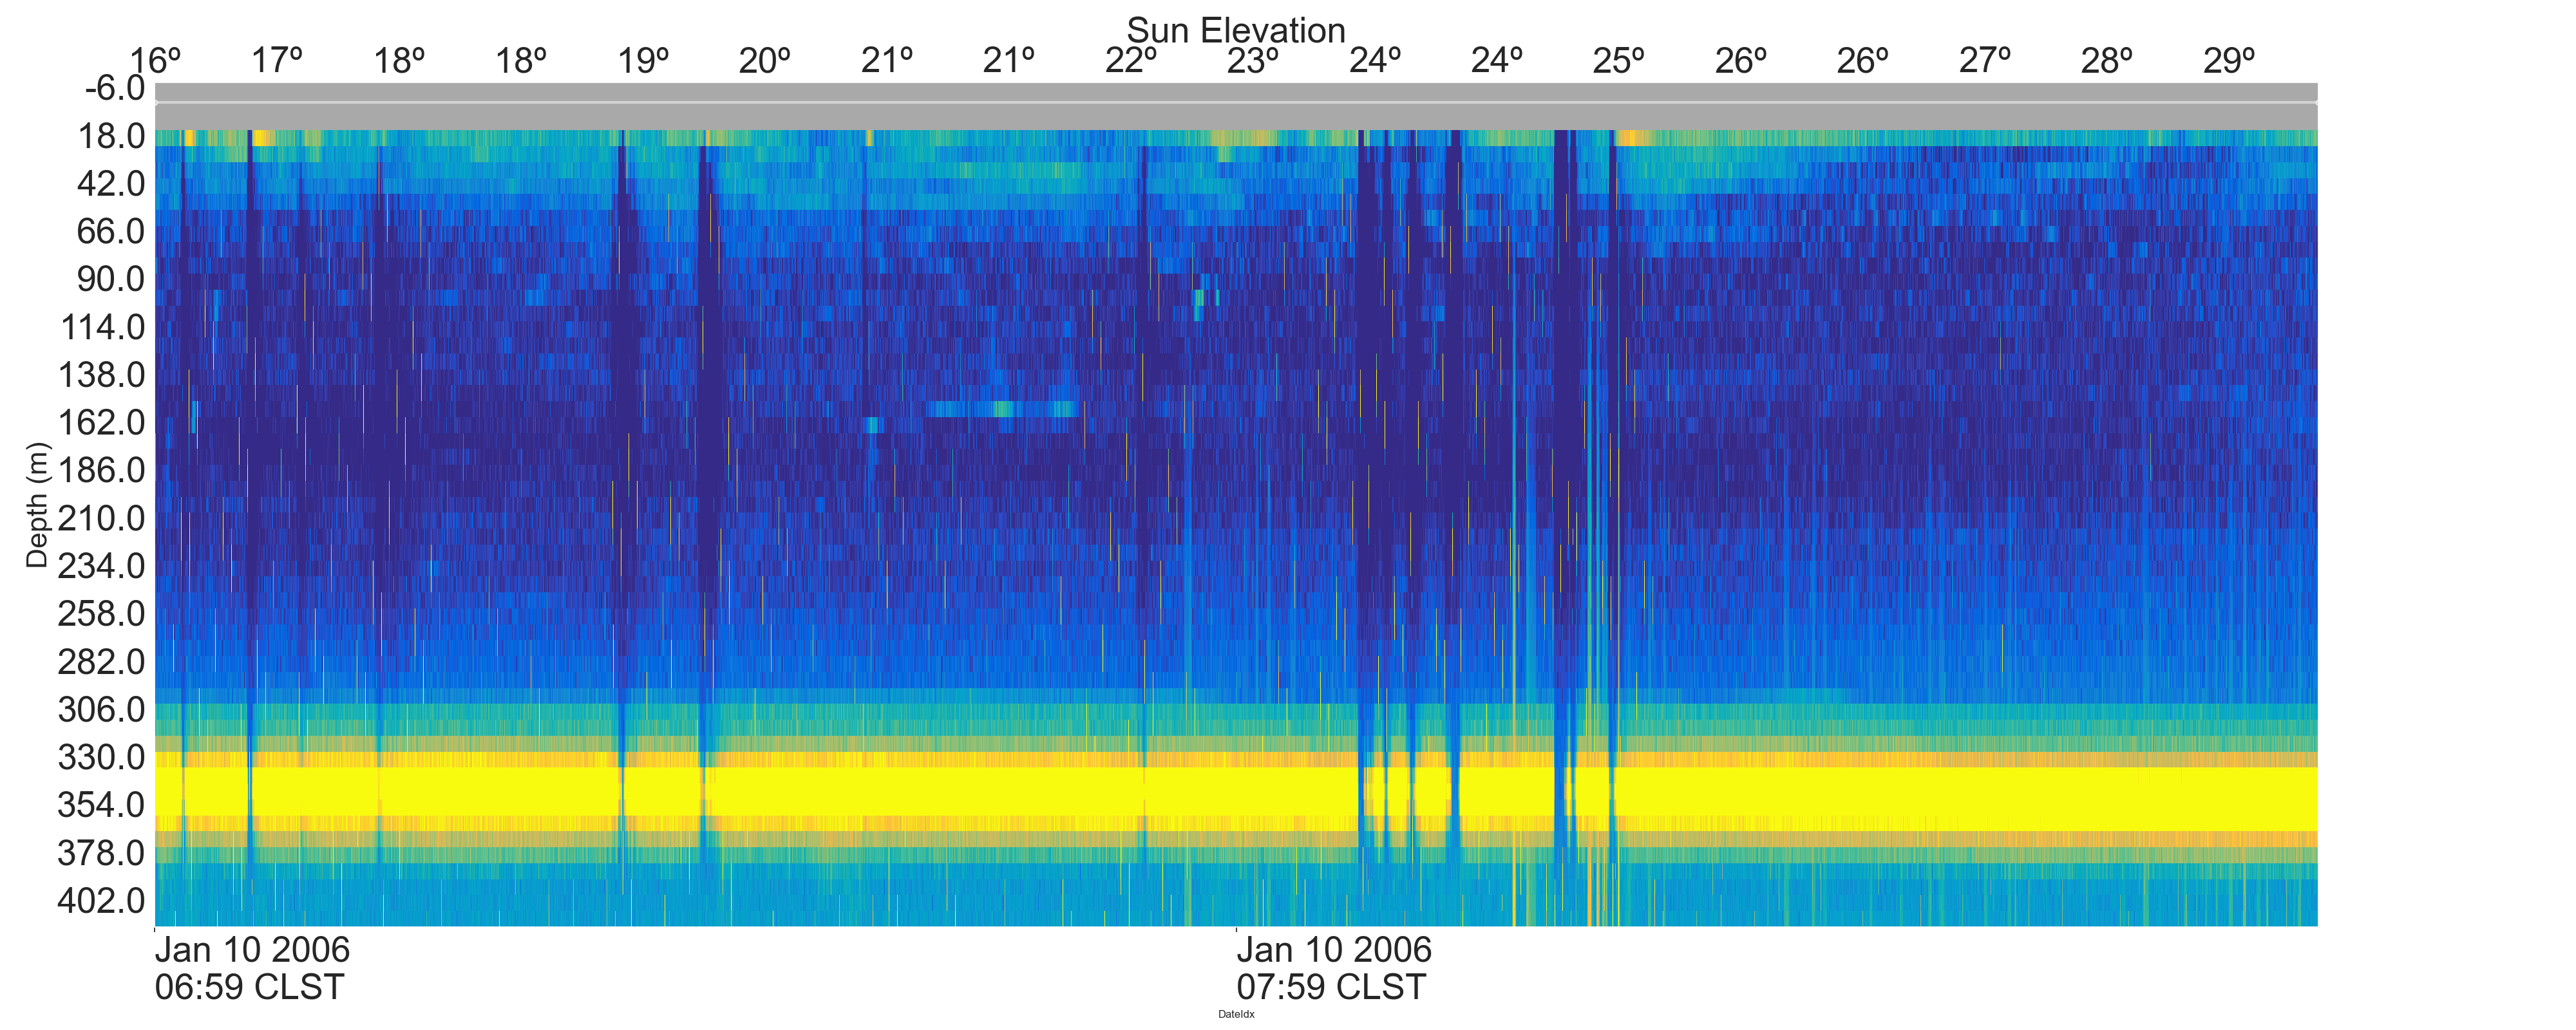 Sun Elevation
16º 17º 18º 18º 19º 20º 21º 21º 22º 23º 24º 24º 25º 26º 26º 27º 28º 29º
-6.0
18.0
42.0
66.0
90.0
114.0
138.0
162.0
186.0
210.0
234.0
258.0
282.0
306.0
330.0
354.0
378.0
402.0
Depth (m)
Jan 10 2006
06:59 CLST
Jan 10 2006
07:59 CLST
DateIdx